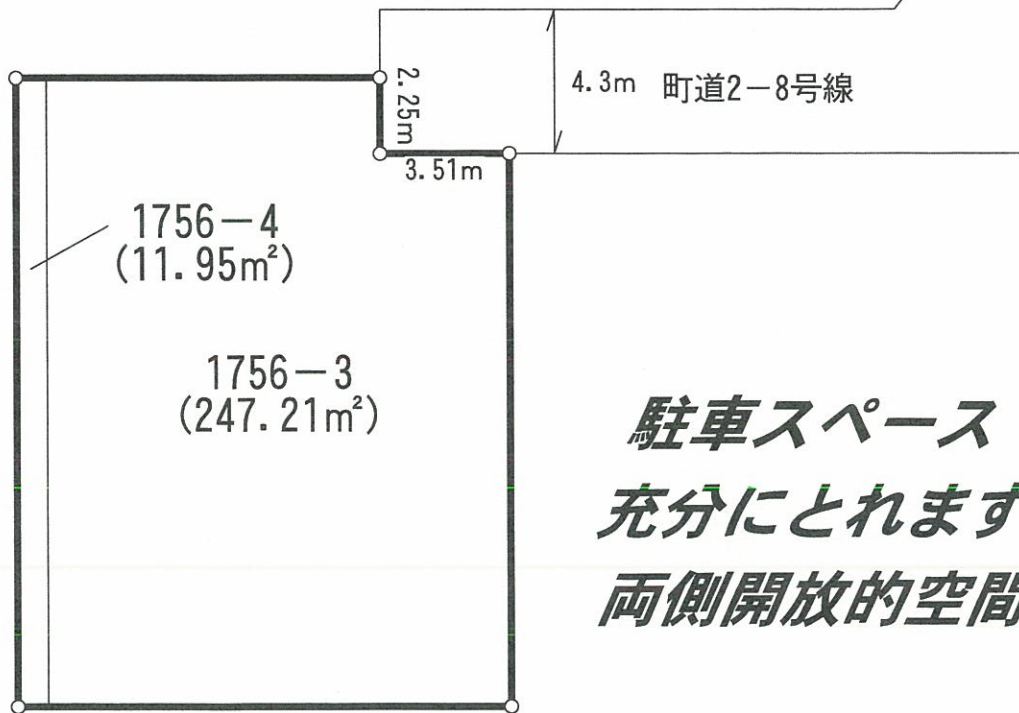 4.3m 町道2－8号線
2.25m
3.51m
1756－4
(11.95m²)
1756－3
(247.21m²)
駐車スペース
充分にとれます
両側開放的空間